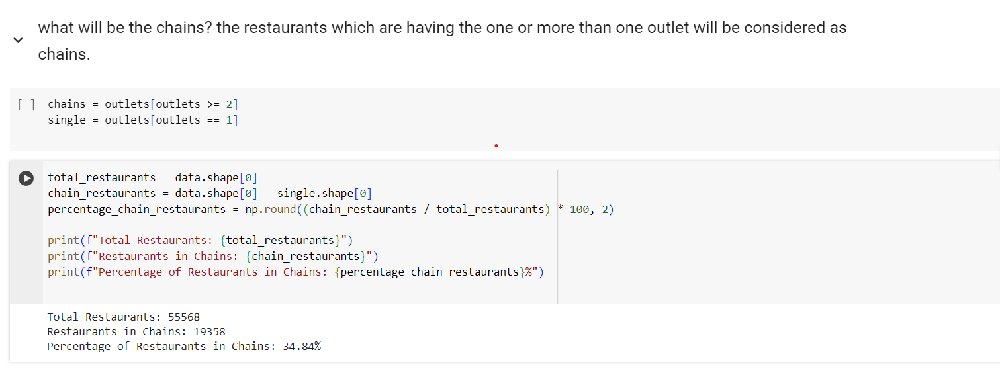 what will be the chains? the restaurants which are having the one or more than one outlet will be considered as
chains.
[ ] chains = outlets[outlets >= 2]
single = outlets[outlets == 1]
total_restaurants = data.shape[0]
chain_restaurants = data.shape[0] - single.shape[0]
percentage_chain_restaurants = np.round((chain_restaurants / total_restaurants) * 100, 2)
print(f"Total Restaurants: {total_restaurants}")
print(f"Restaurants in Chains: {chain_restaurants}")
print(f"Percentage of Restaurants in Chains: {percentage_chain_restaurants}%")
Total Restaurants: 55568
Restaurants in Chains: 19358
Percentage of Restaurants in Chains: 34.84%